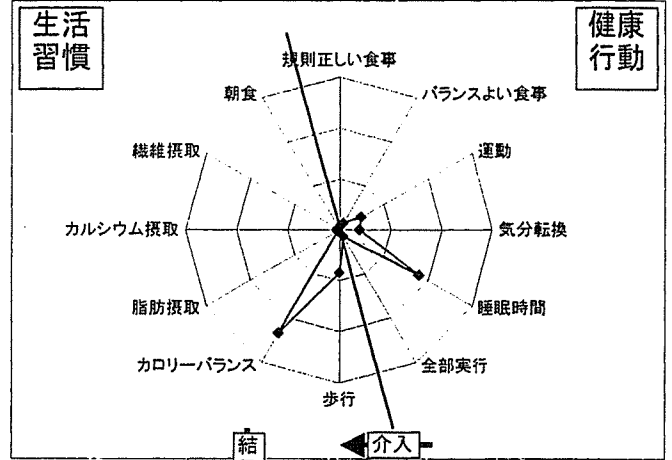 生活
習慣
健康
行動
規則正しい食事
朝食
バランスよい食事
繊維摂取
運動
カルシウム摂取
気分転換
脂肪摂取
睡眠時間
カロリーバランス
全部実行
歩行
結
介入